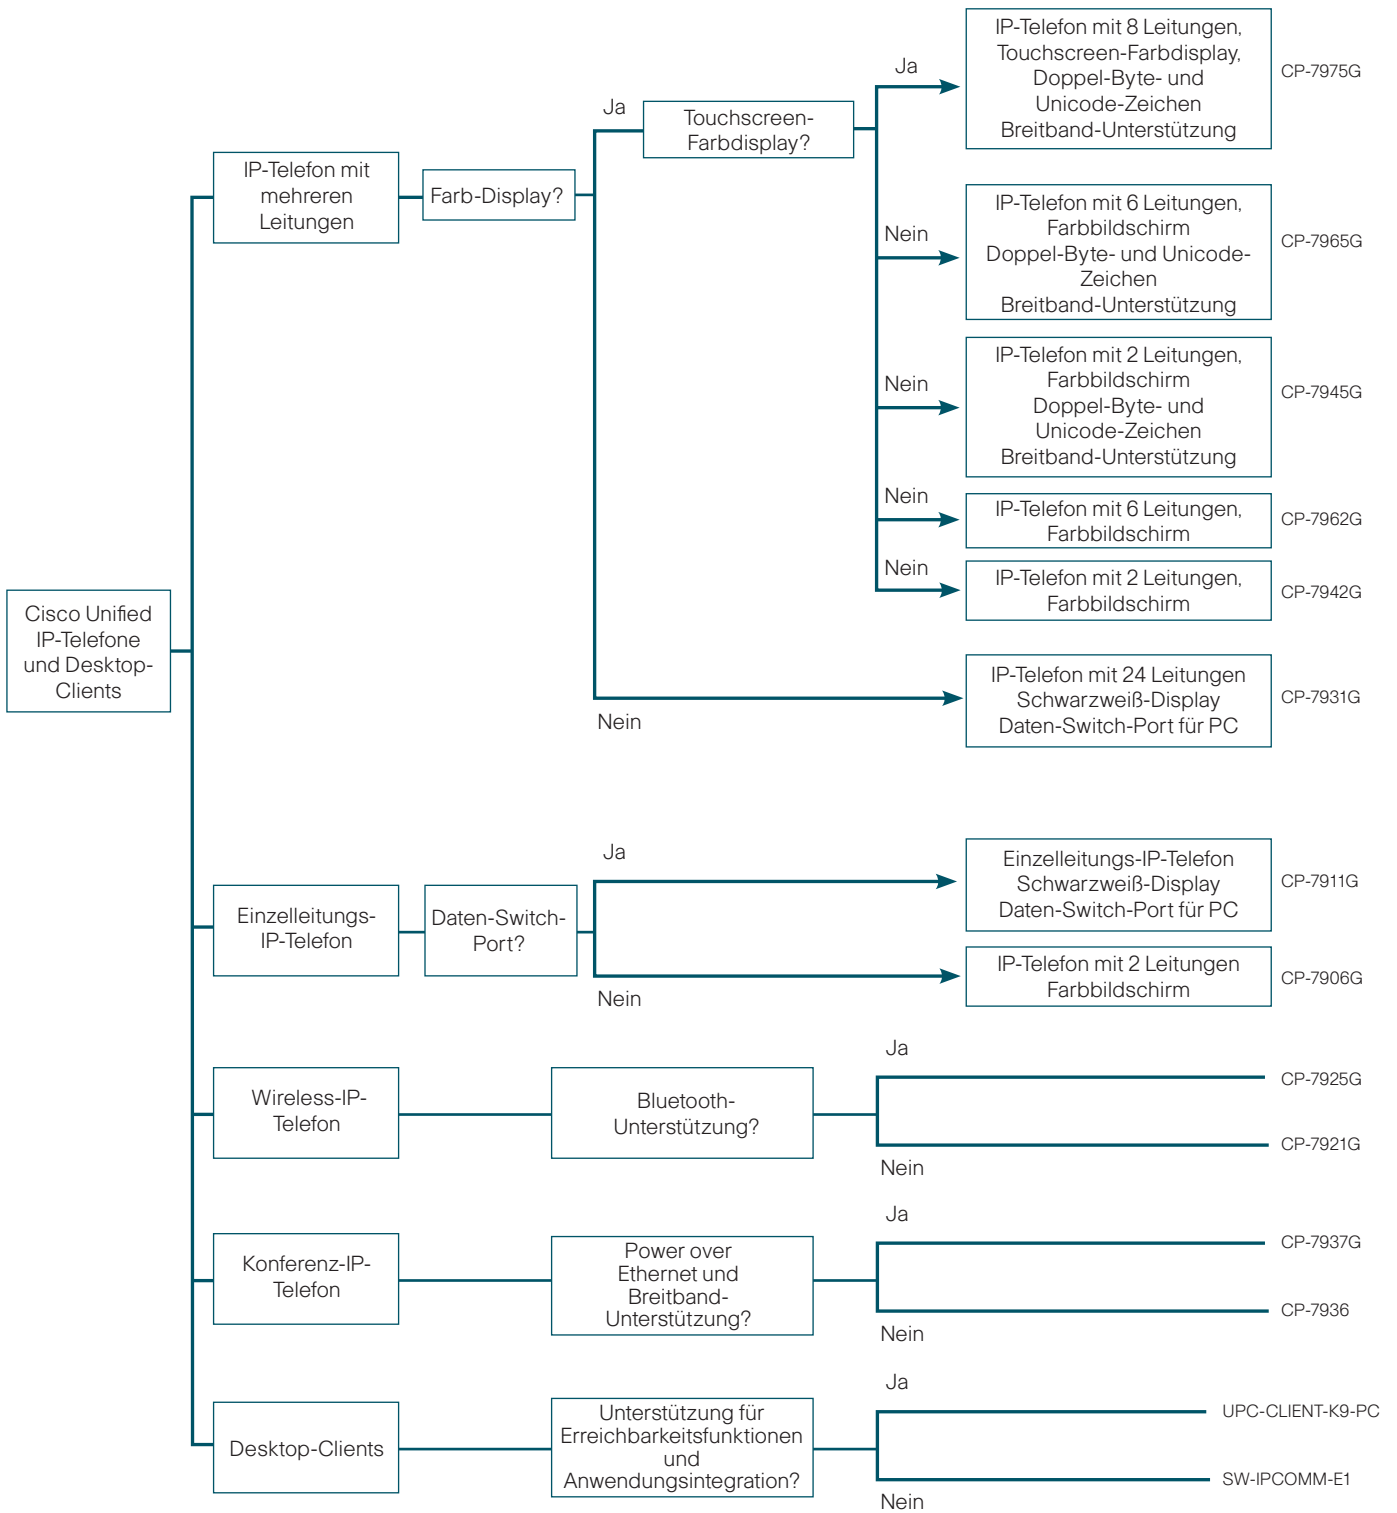 Cisco Unified
IP-Telefone
und Desktop-
Clients
IP-Telefon mit
mehreren
Leitungen
Farb-Display?
Ja
Touchscreen-
Farbdisplay?
Ja
IP-Telefon mit 8 Leitungen,
Touchscreen-Farbdisplay,
Doppel-Byte- und
Unicode-Zeichen
Breitband-Unterstützung
CP-7975G
Nein
IP-Telefon mit 6 Leitungen,
Farbbildschirm
Doppel-Byte- und Unicode-
Zeichen
Breitband-Unterstützung
CP-7965G
Nein
IP-Telefon mit 2 Leitungen,
Farbbildschirm
Doppel-Byte- und
Unicode-Zeichen
Breitband-Unterstützung
CP-7945G
Nein
IP-Telefon mit 6 Leitungen,
Farbbildschirm
CP-7962G
Nein
IP-Telefon mit 2 Leitungen,
Farbbildschirm
CP-7942G
Nein
IP-Telefon mit 24 Leitungen
Schwarzweiß-Display
Daten-Switch-Port für PC
CP-7931G
Einzelleitungs-
IP-Telefon
Daten-Switch-
Port?
Ja
Einzelleitungs-IP-Telefon
Schwarzweiß-Display
Daten-Switch-Port für PC
CP-7911G
Nein
IP-Telefon mit 2 Leitungen
Farbbildschirm
CP-7906G
Wireless-IP-
Telefon
Bluetooth-
Unterstützung?
Ja
CP-7925G
Nein
CP-7921G
Konferenz-IP-
Telefon
Power over
Ethernet und
Breitband-
Unterstützung?
Ja
CP-7937G
Nein
CP-7936
Desktop-Clients
Unterstützung für
Erreichbarkeitsfunktionen
und
Anwendungsintegration?
Ja
UPC-CLIENT-K9-PC
Nein
SW-IPCOMM-E1